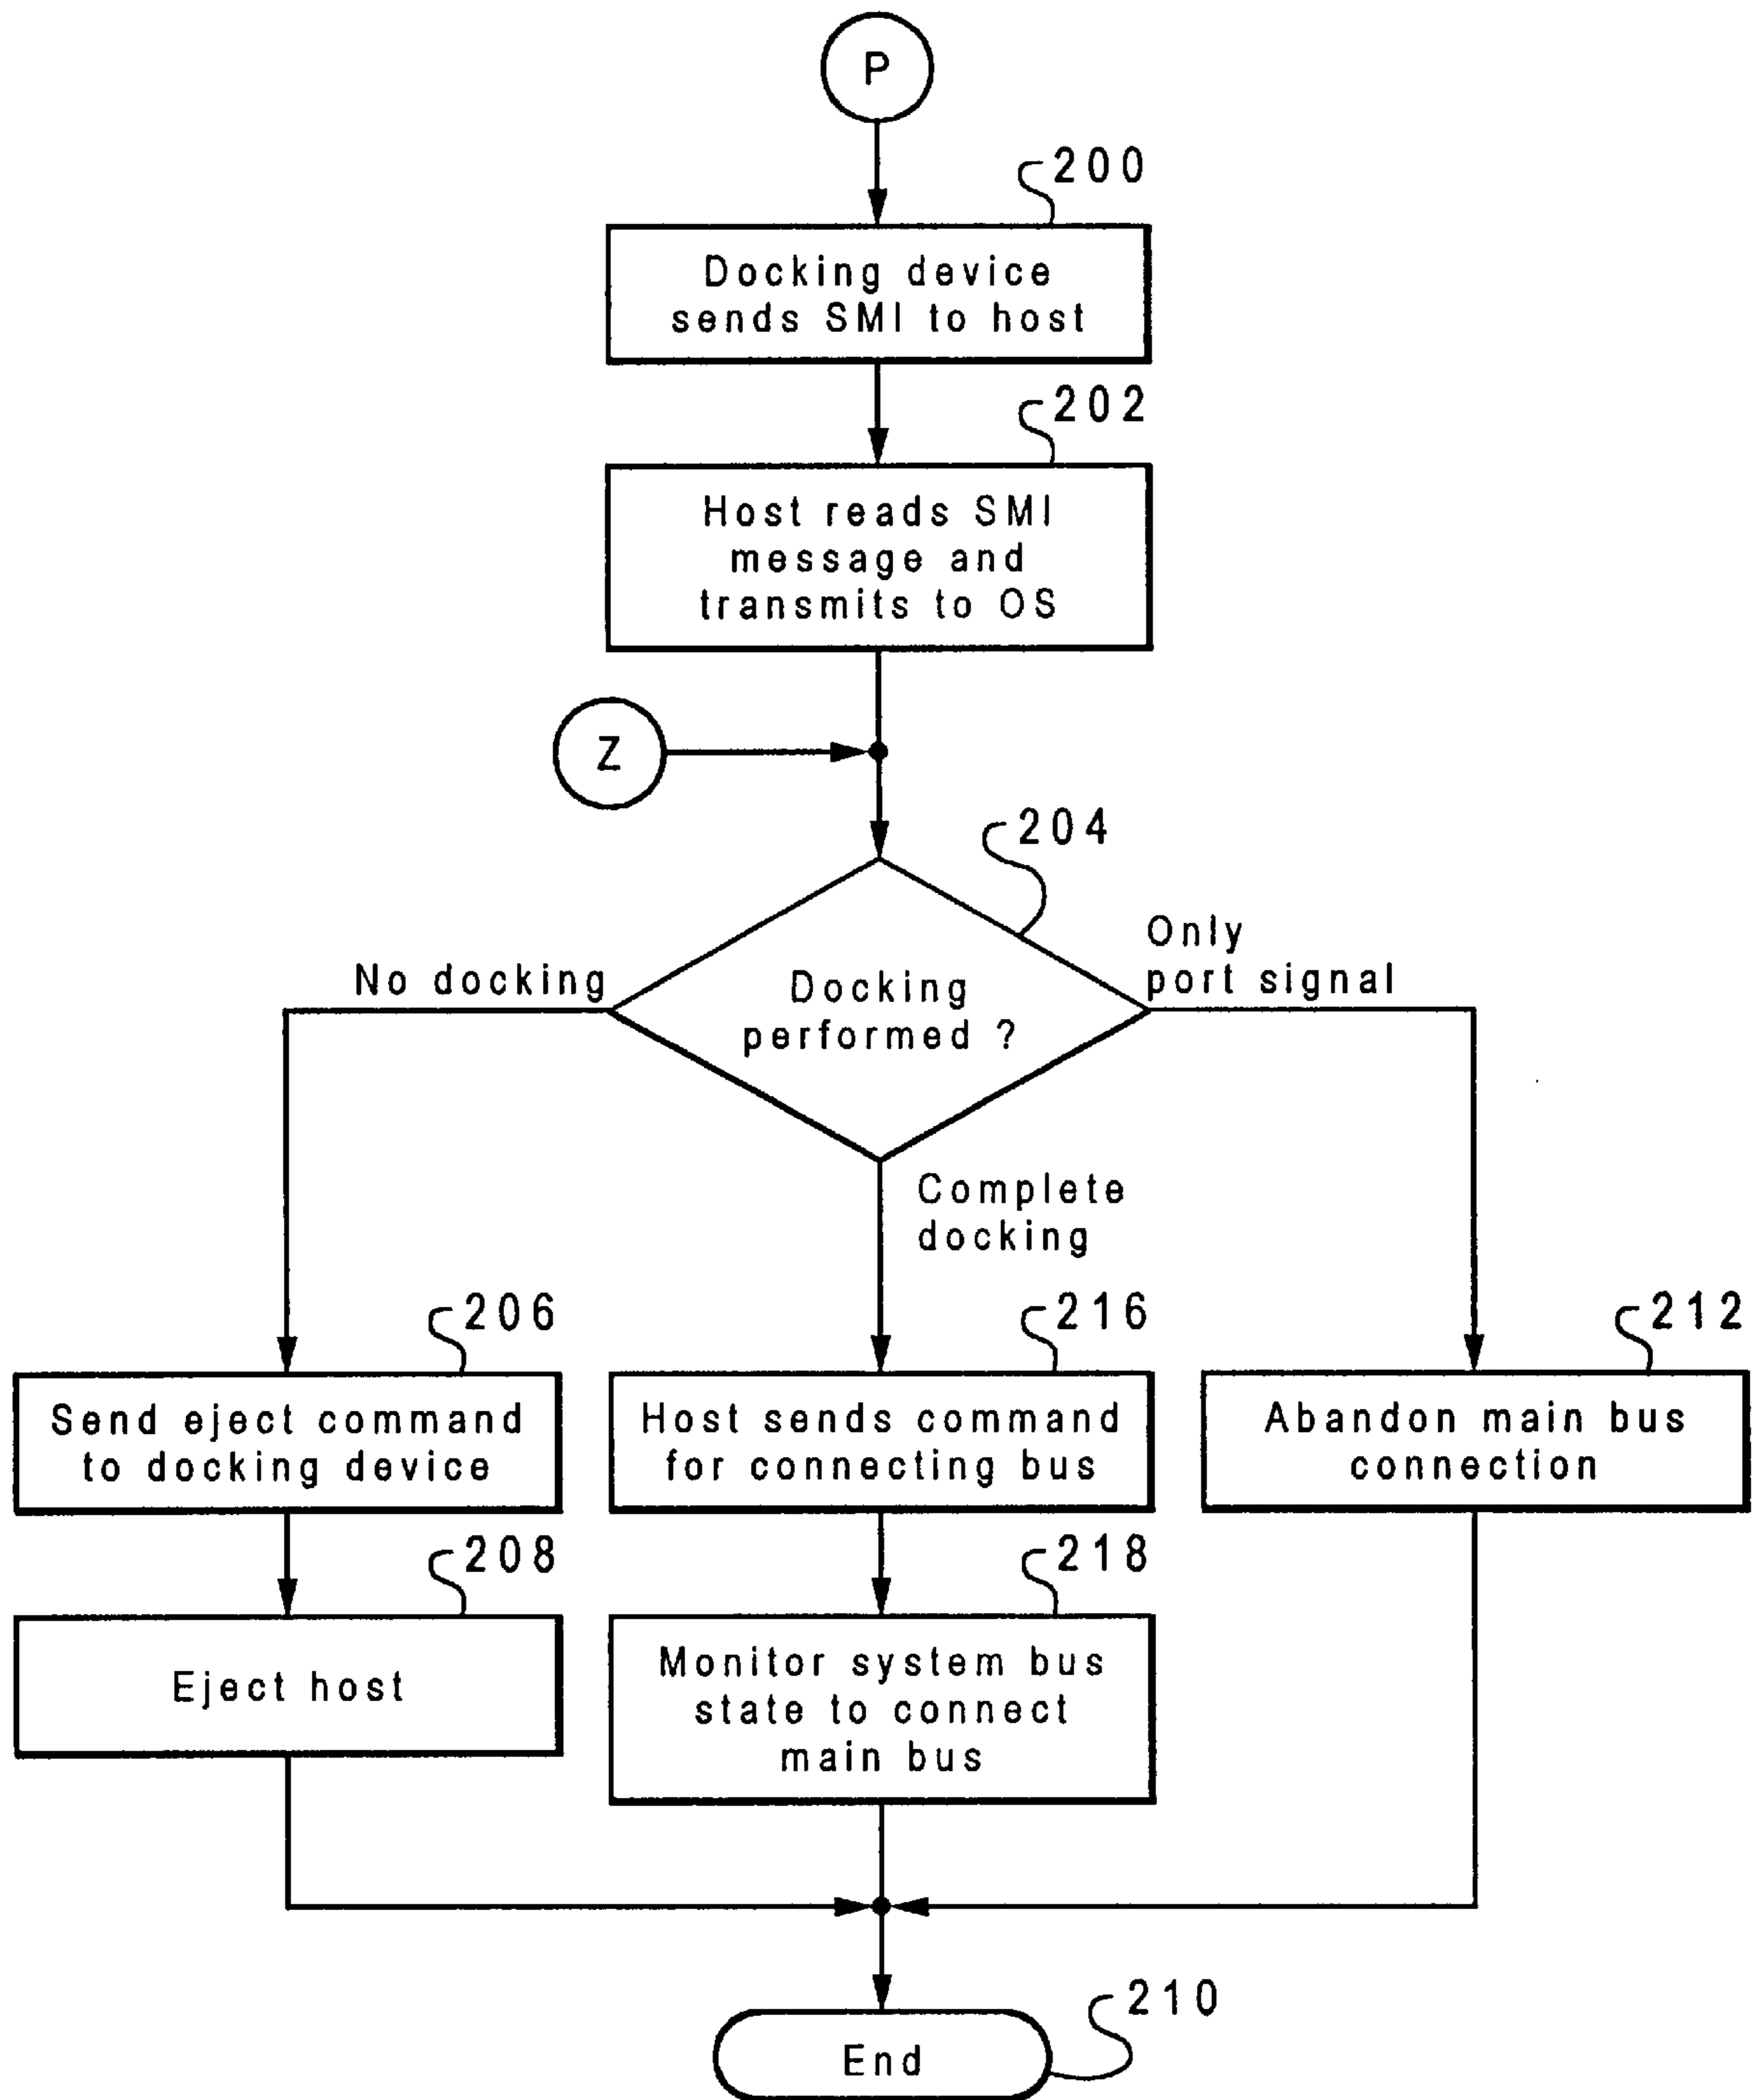 P
200
Docking device
sends SMI to host
202
Host reads SMI
message and
transmits to OS
Z
204
Docking
performed ?
No docking
Only
port signal
Complete
docking
206
Send eject command
to docking device
216
Host sends command
for connecting bus
212
Abandon main bus
connection
208
Eject host
218
Monitor system bus
state to connect
main bus
210
End